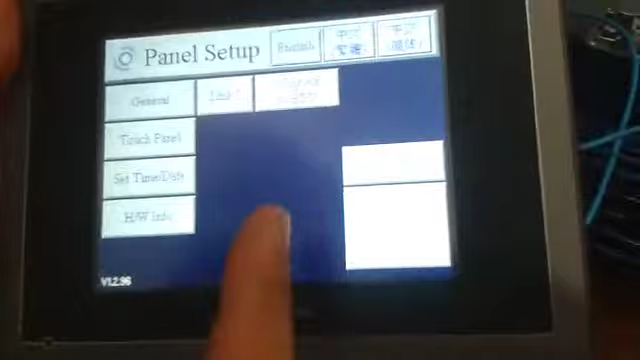 Panel Setup
English
中文
(繁體)
中文
(简体)
General
Touch Panel
Set Time/Date
H/W Info
V1.2.96